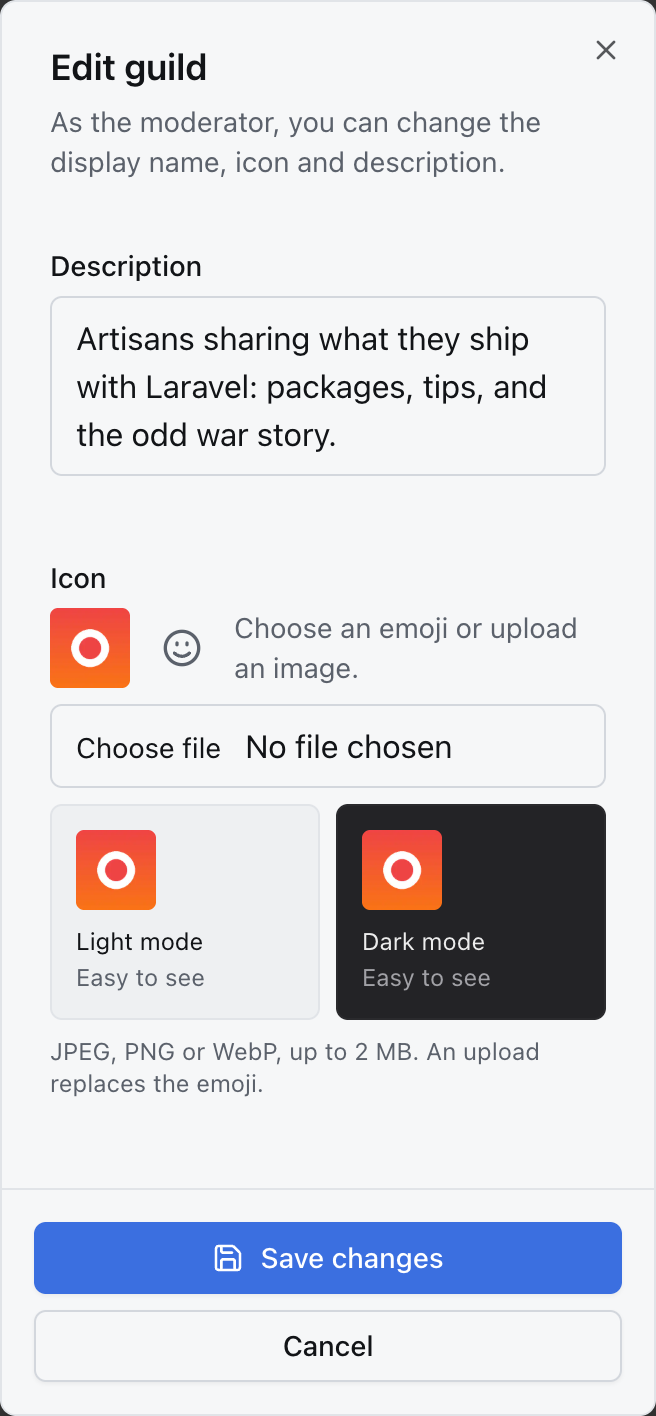 Edit guild
As the moderator, you can change the
display name, icon and description.
Description
Artisans sharing what they ship
with Laravel: packages, tips, and
the odd war story.
Icon
Choose an emoji or upload
an image.
Choose file No file chosen
Light mode
Easy to see
Dark mode
Easy to see
JPEG, PNG or WebP, up to 2 MB. An upload
replaces the emoji.
Save changes
Cancel